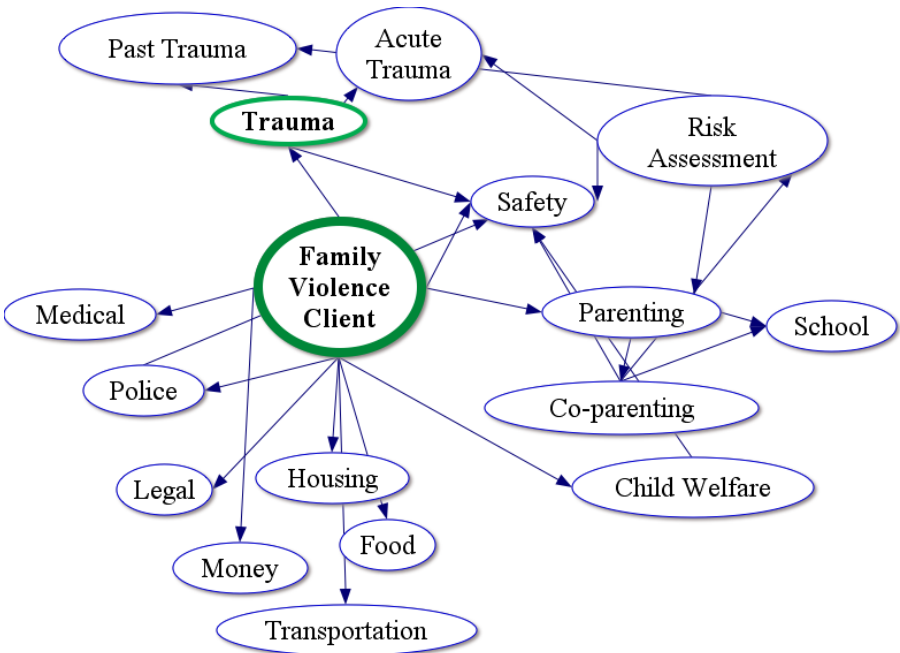 Past Trauma
Acute
Trauma
Trauma
Risk
Assessment
Safety
Family
Violence
Client
Medical
Parenting
School
Police
Co-parenting
Legal
Housing
Child Welfare
Money
Food
Transportation